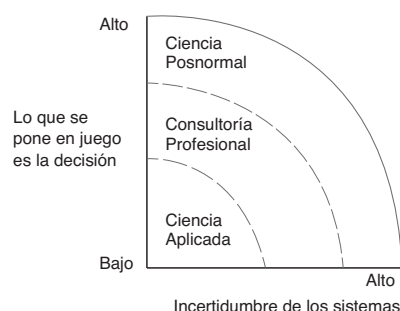 Alto
Ciencia
Posnormal
Lo que se
pone en juego
es la decisión
Consultoría
Profesional
Ciencia
Aplicada
Bajo
Alto
Incertidumbre de los sistemas